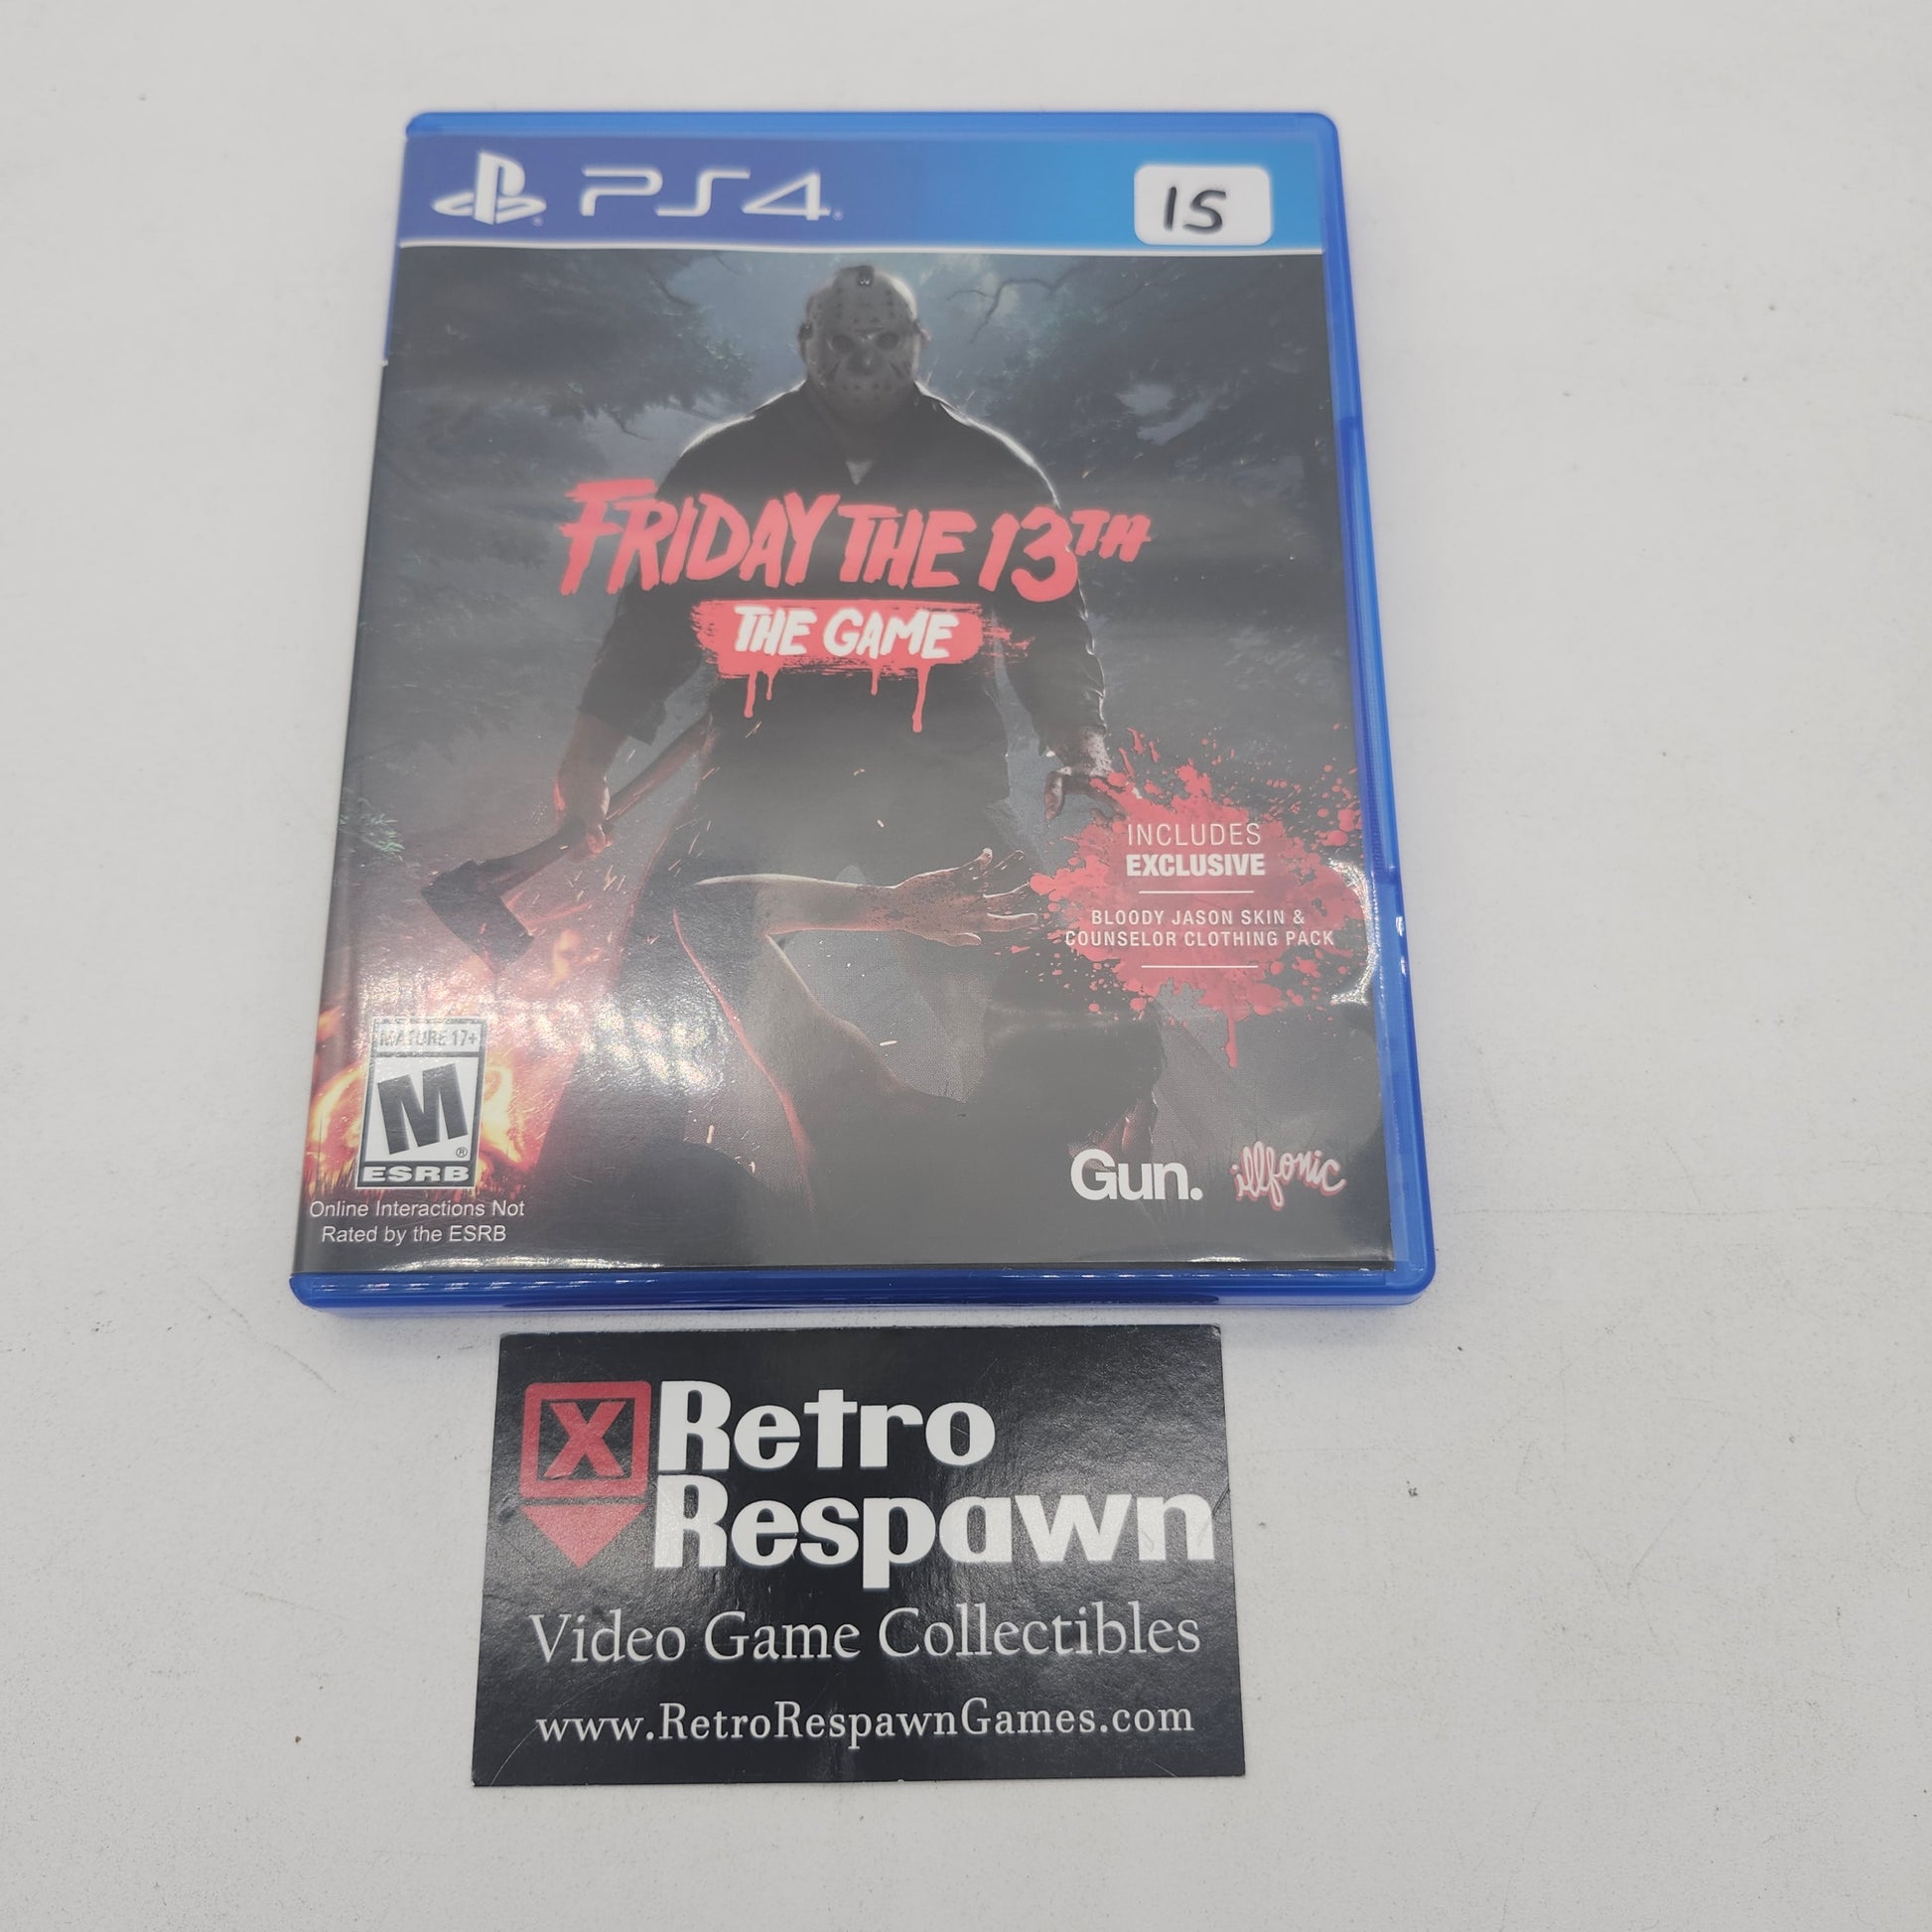 PS4
15
FRIDAY THE 13TH
THE GAME
INCLUDES
EXCLUSIVE
BLOODY JASON SKIN &
COUNSELOR CLOTHING PACK
MATURE 17+
M
ESRB
Online Interactions Not
Rated by the ESRB
Gun.
illfonic
X Retro
Respawn
Video Game Collectibles
www.RetroRespawnGames.com